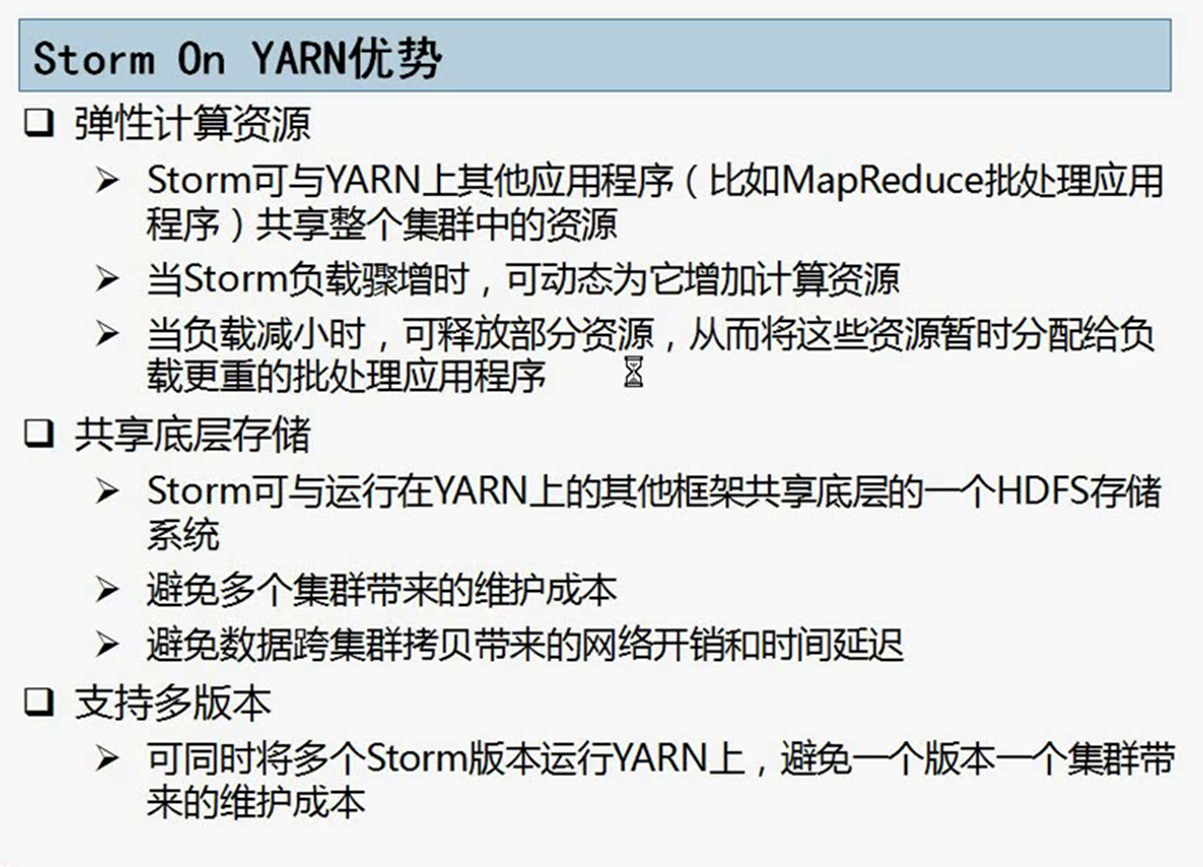 Storm On YARN优势
弹性计算资源
Storm可与YARN上其他应用程序（比如MapReduce批处理应用
程序）共享整个集群中的资源
当Storm负载骤增时，可动态为它增加计算资源
当负载减小时，可释放部分资源，从而将这些资源暂时分配给负
载更重的批处理应用程序
共享底层存储
Storm可与运行在YARN上的其他框架共享底层的一个HDFS存储
系统
避免多个集群带来的维护成本
避免数据跨集群拷贝带来的网络开销和时间延迟
支持多版本
可同时将多个Storm版本运行YARN上，避免一个版本一个集群带
来的维护成本